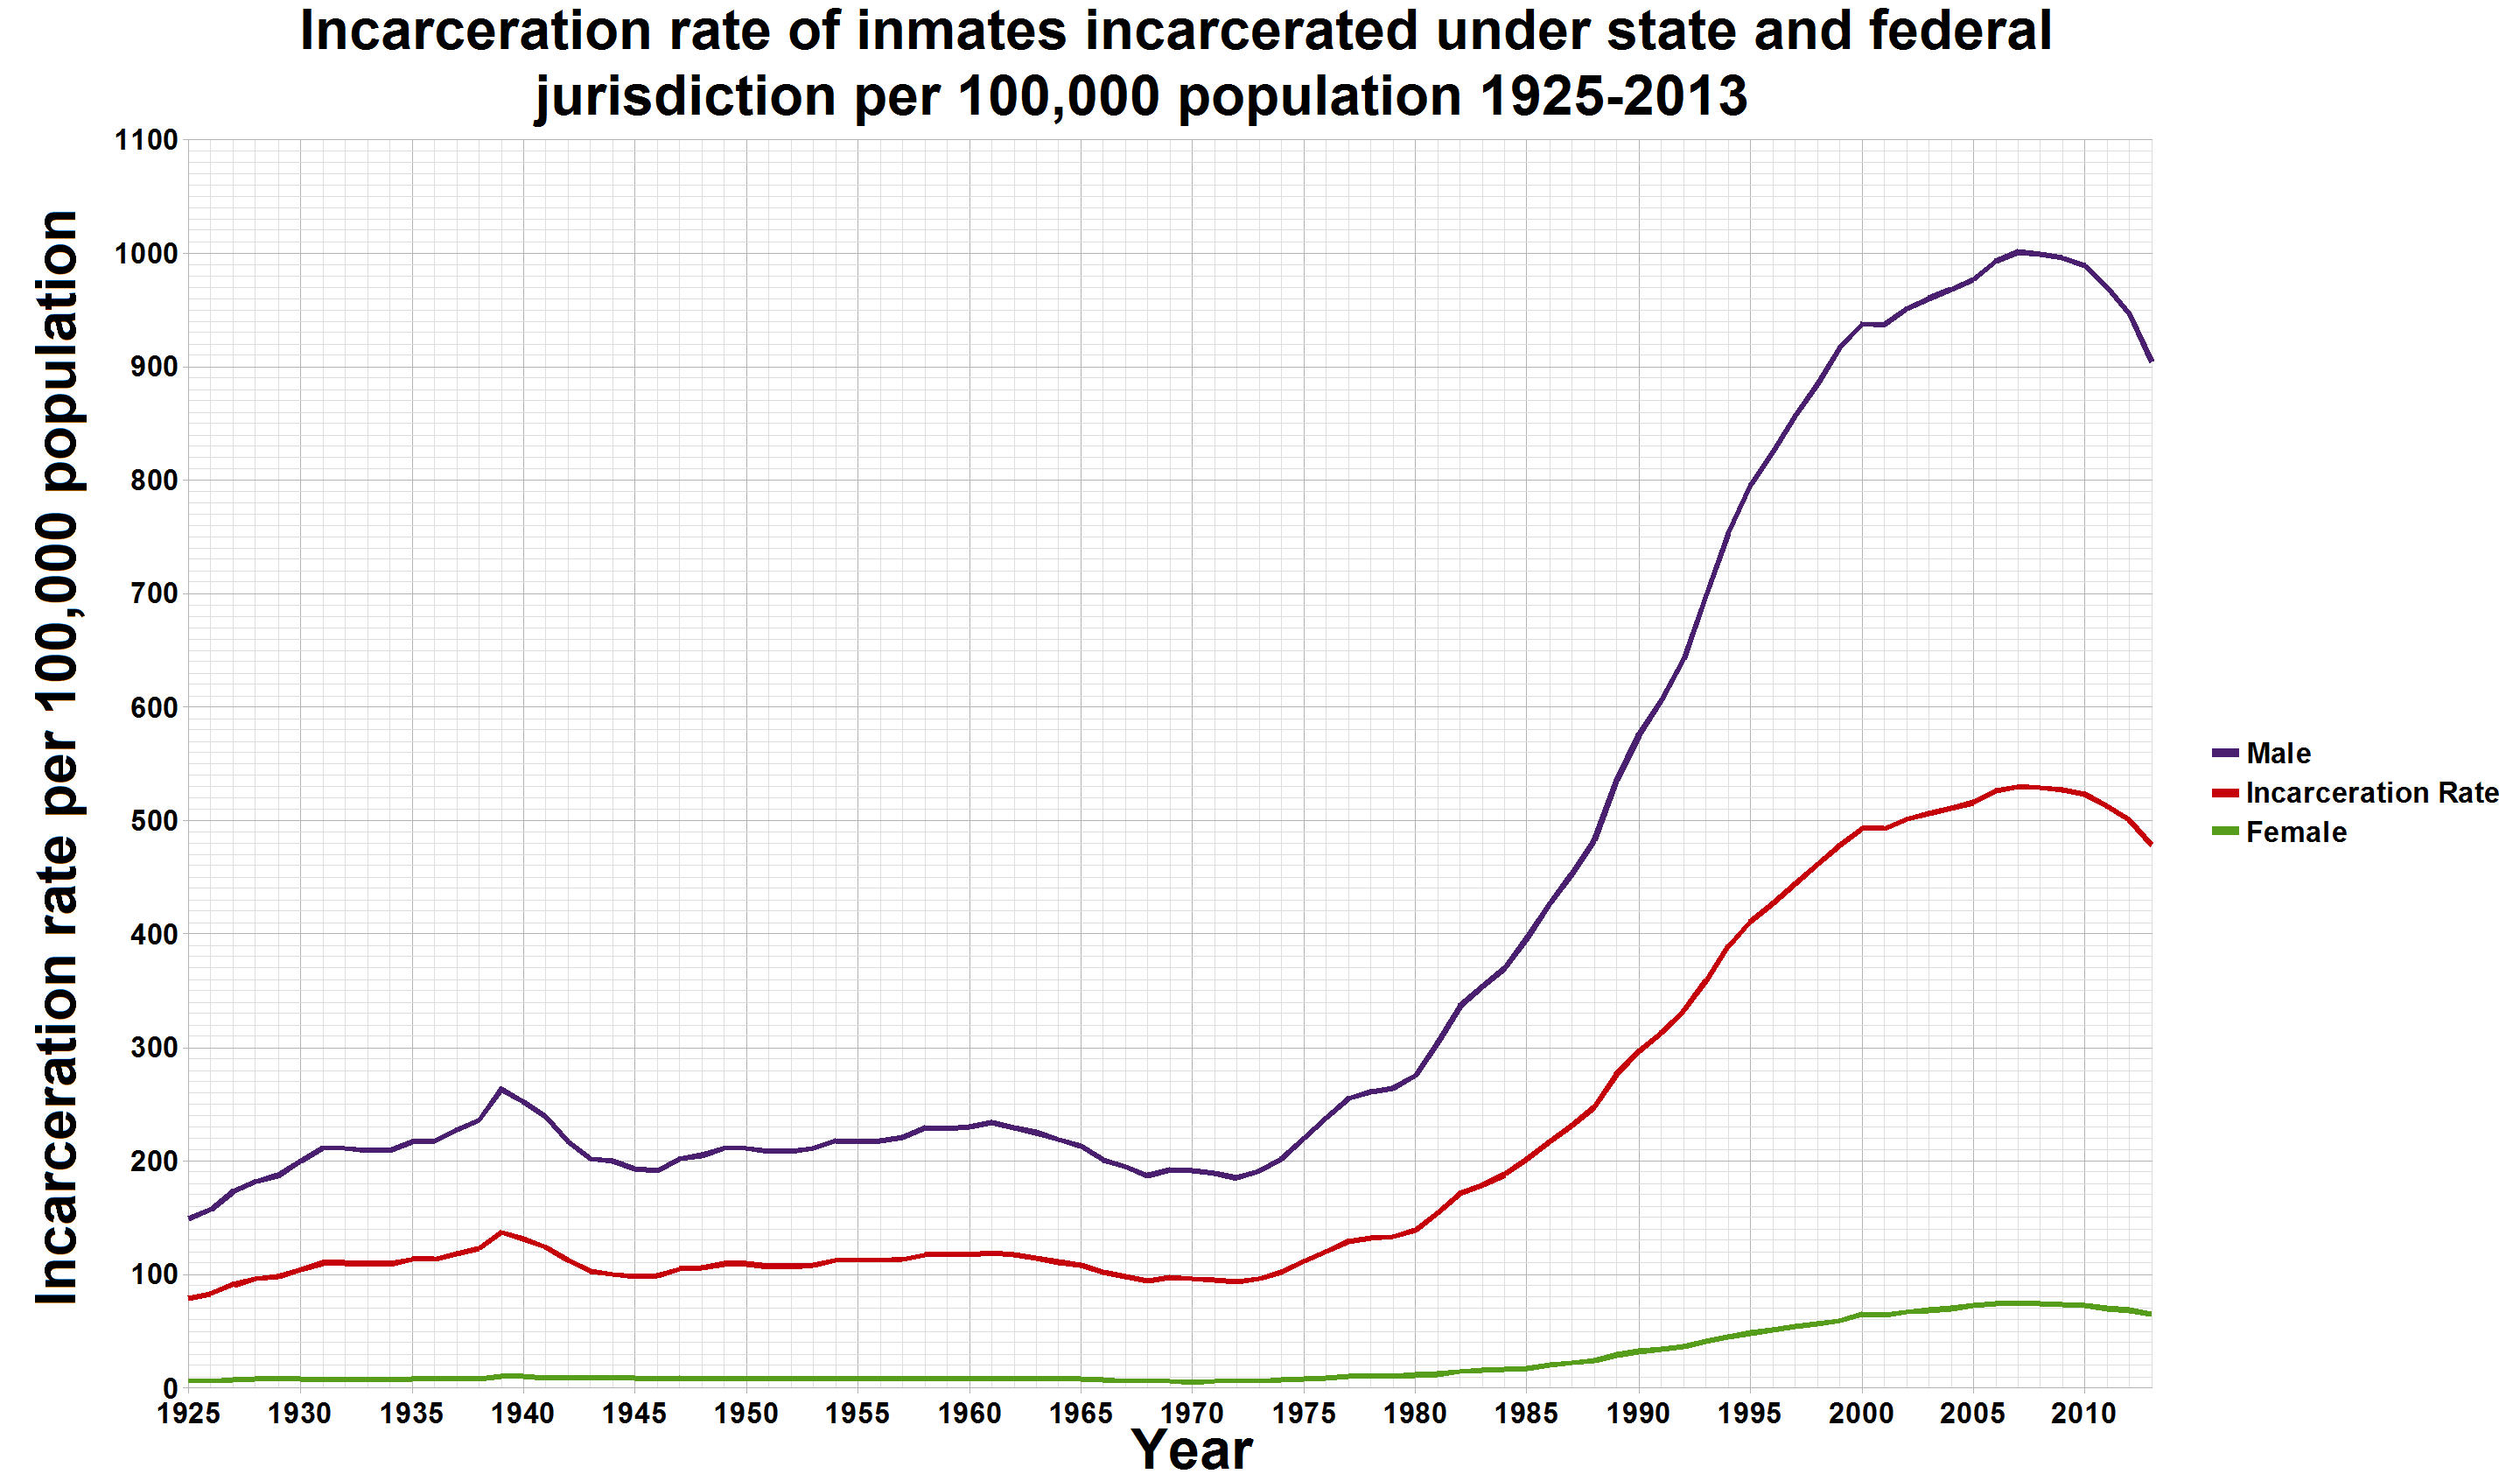 Incarceration rate of inmates incarcerated under state and federal
jurisdiction per 100,000 population 1925-2013
Incarceration rate per 100,000 population
1100
1000
900
800
700
600
500
400
300
200
100
0
1925 1930 1935 1940 1945 1950 1955 1960 1965 1970 1975 1980 1985 1990 1995 2000 2005 2010
Year
Male
Incarceration Rate
Female